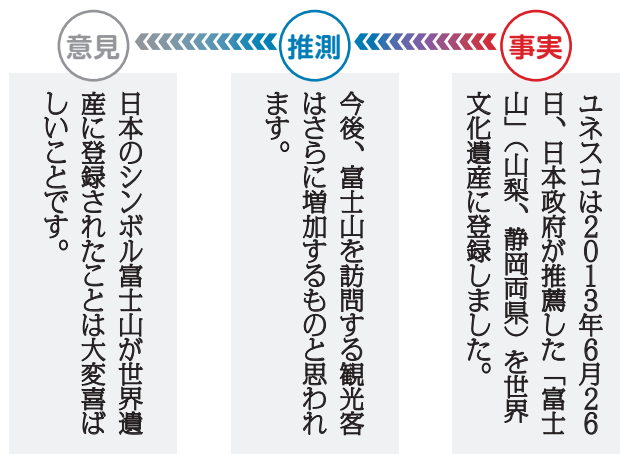 事実
ユネスコは2013年6月26
日、日本政府が推薦した「富士
山」(山梨、静岡両県)を世界
文化遺産に登録しました。
推測
今後、富士山を訪問する観光客
はさらに増加するものと思われ
ます。
意見
日本のシンボル富士山が世界遺
産に登録されたことは大変喜ば
しいことです。